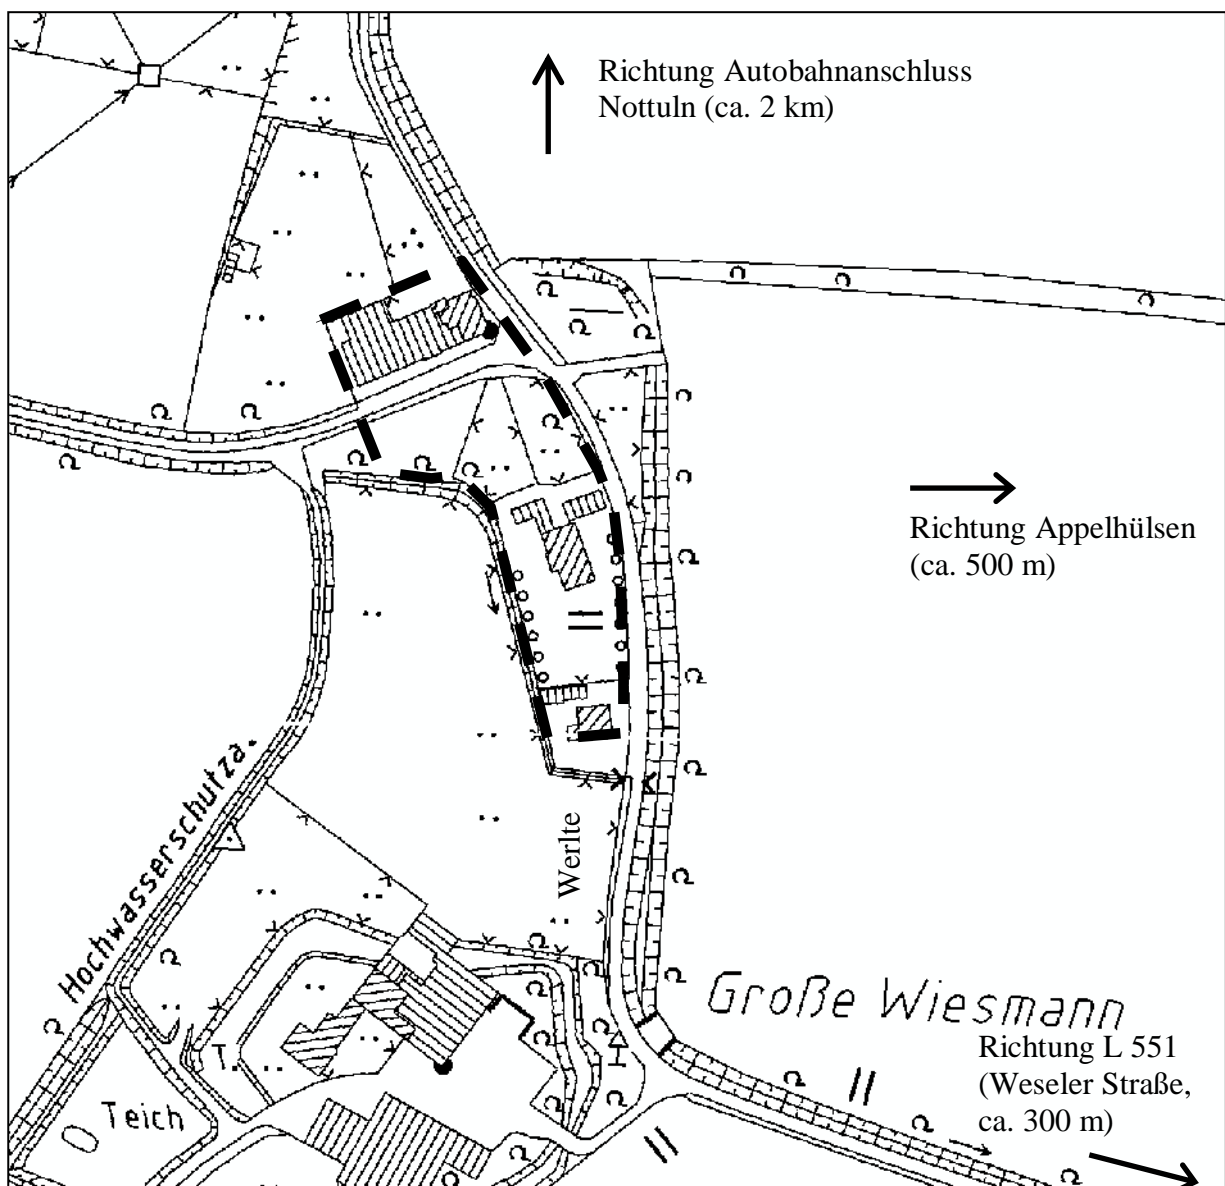 Richtung Autobahnanschluss
Nottuln (ca. 2 km)
Richtung Appelhülsen
(ca. 500 m)
Hochwasserschutza.
Werlte
Große Wiesmann
Richtung L 551
(Weseler Straße,
ca. 300 m)
T.
Teich